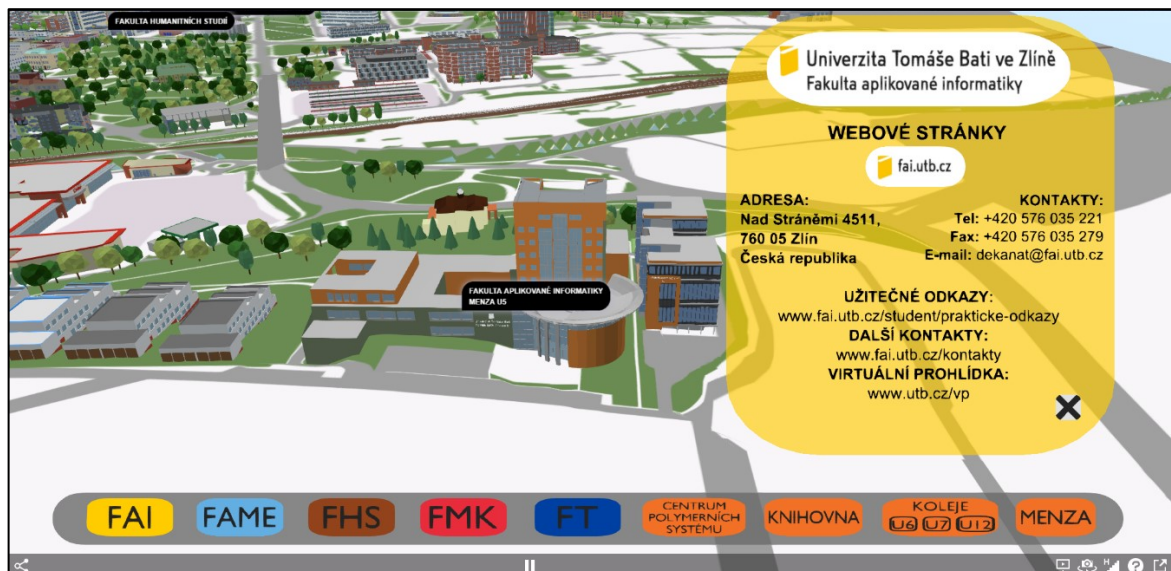 FAKULTA HUMANITNÍCH STUDIÍ
Univerzita Tomáše Bati ve Zlíně
Fakulta aplikované informatiky
WEBOVÉ STRÁNKY
fai.utb.cz
ADRESA:
Nad Stráněmi 4511,
760 05 Zlín
Česká republika
KONTAKTY:
Tel: +420 576 035 221
Fax: +420 576 035 279
E-mail: dekanat@fai.utb.cz
UŽITEČNÉ ODKAZY:
www.fai.utb.cz/student/prakticke-odkazy
DALŠÍ KONTAKTY:
www.fai.utb.cz/kontakty
VIRTUÁLNÍ PROHLÍDKA:
www.utb.cz/vp
FAKULTA APLIKOVANÉ INFORMATIKY
MENZA U5
FAI
FAME
FHS
FMK
FT
CENTRUM
POLYMERNÍCH
SYSTÉMU
KNIHOVNA
KOLEJE
U6 U7 U12
MENZA
H